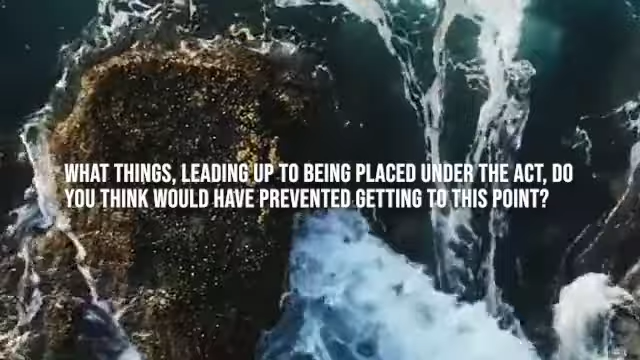 WHAT THINGS, LEADING UP TO BEING PLACED UNDER THE ACT, DO
YOU THINK WOULD HAVE PREVENTED GETTING TO THIS POINT?